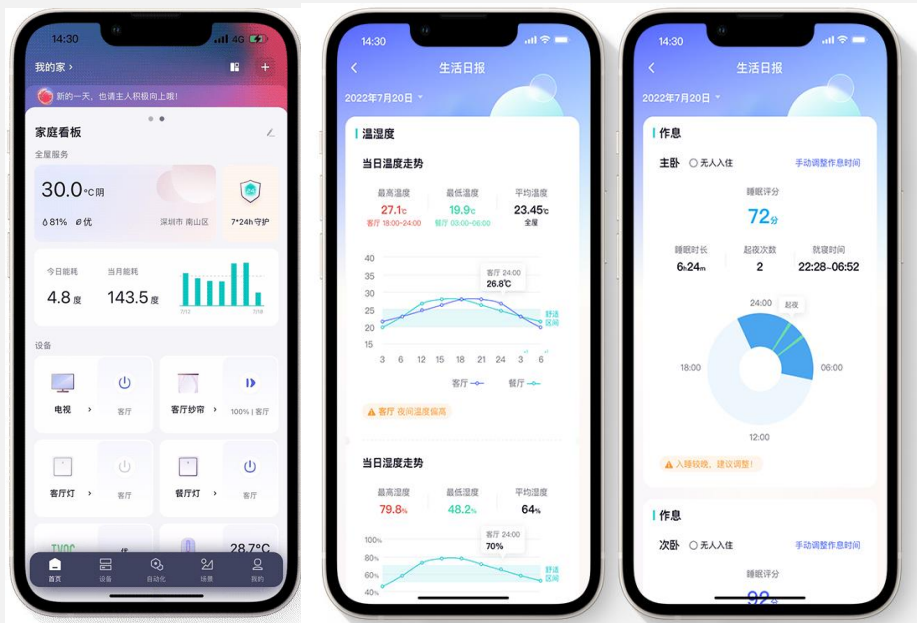 14:30
4G
我的家 ›
新的一天，也请主人积极向上哦！
家庭看板
全屋服务
30.0°C 阴
81% 优
深圳市 南山区
7*24h 守护
今日能耗
当月能耗
4.8 度
143.5 度
7/12
7/18
设备
电视 ›
客厅
客厅纱帘 ›
100% | 客厅
客厅灯 ›
客厅
餐厅灯 ›
客厅
TVOC
优
28.7°C
首页
设备
自动化
场景
我的
14:30
生活日报
2022年7月20日
温湿度
当日温度走势
最高温度
最低温度
平均温度
27.1℃
19.9℃
23.45℃
客厅 18:00~24:00
餐厅 03:00~06:00
全屋
客厅 24:00
26.8℃
40
35
30
25
20
15
舒适
区间
3 6 12 15 18 21 24 3 6
客厅
餐厅
客厅 夜间温度偏高
当日湿度走势
最高湿度
最低湿度
平均湿度
79.8%
48.2%
64%
客厅 24:00
70%
100%
80%
60%
40%
舒适
区间
14:30
生活日报
2022年7月20日
作息
主卧
无人入住
手动调整作息时间
睡眠评分
72分
睡眠时长
起夜次数
就寝时间
6h24m
2
22:28~06:52
24:00
起夜
18:00
06:00
12:00
入睡较晚，建议调整！
作息
次卧
无人入住
手动调整作息时间
睡眠评分
92分